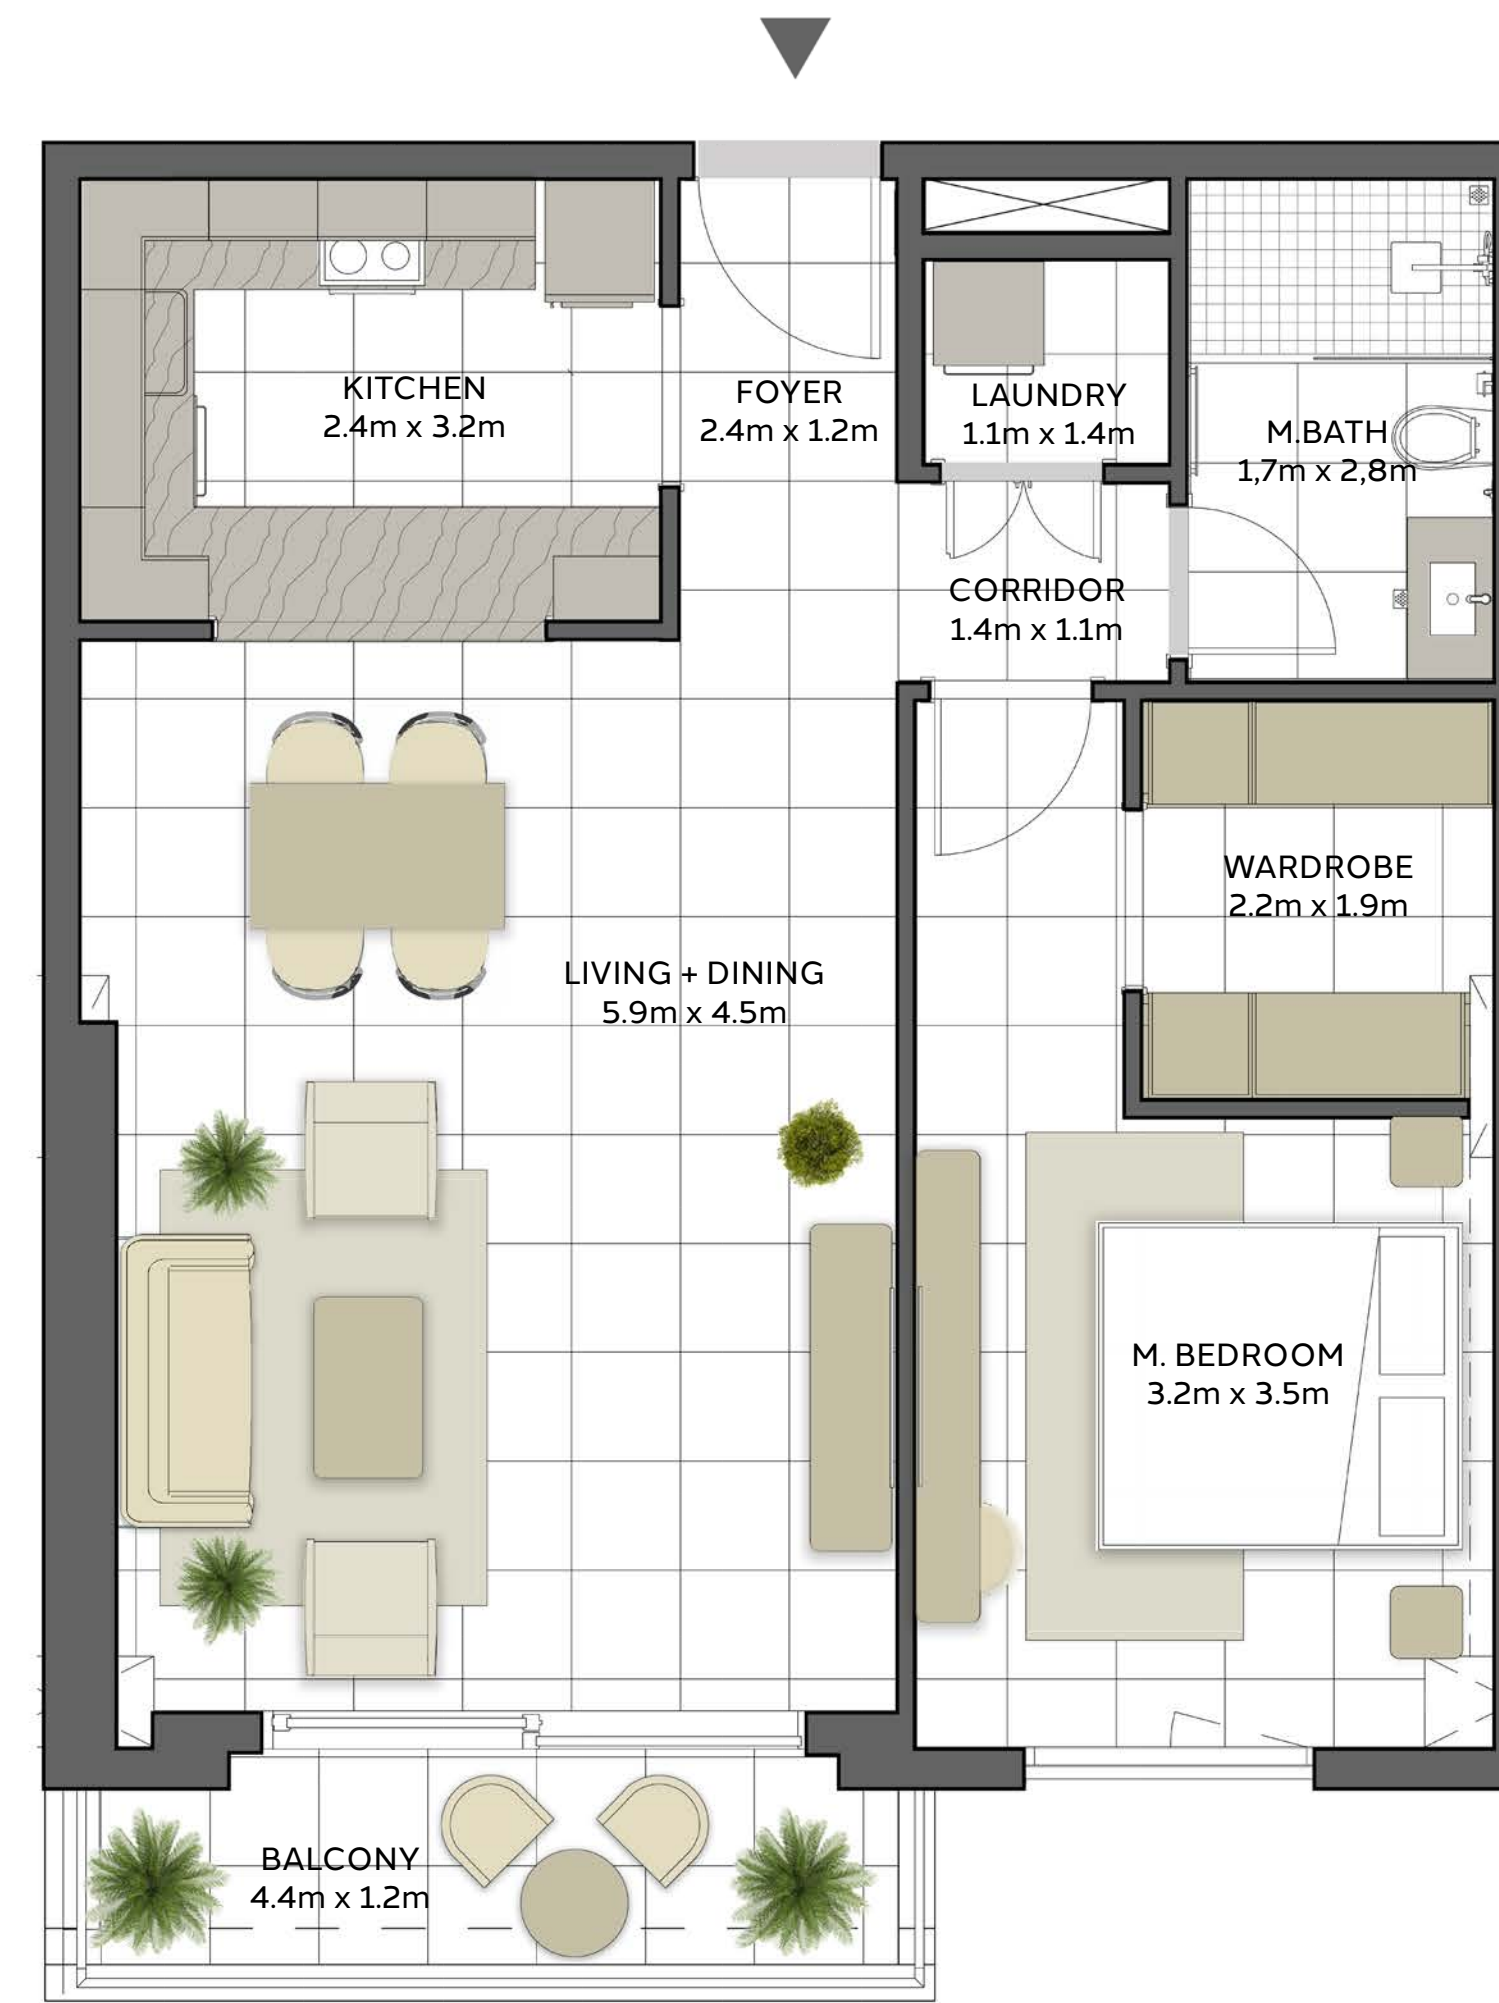 KITCHEN
2.4m x 3.2m
FOYER
2.4m x 1.2m
LAUNDRY
1.1m x 1.4m
M.BATH
1,7m x 2,8m
CORRIDOR
1.4m x 1.1m
WARDROBE
2.2m x 1.9m
LIVING + DINING
5.9m x 4.5m
M. BEDROOM
3.2m x 3.5m
BALCONY
4.4m x 1.2m